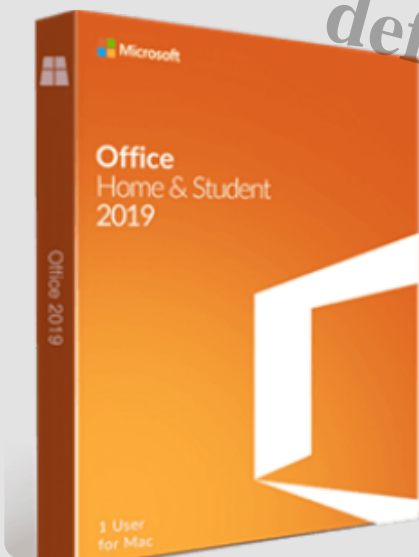 def
Microsoft
Office
Home & Student
2019
Office 2019
1 User
for Mac